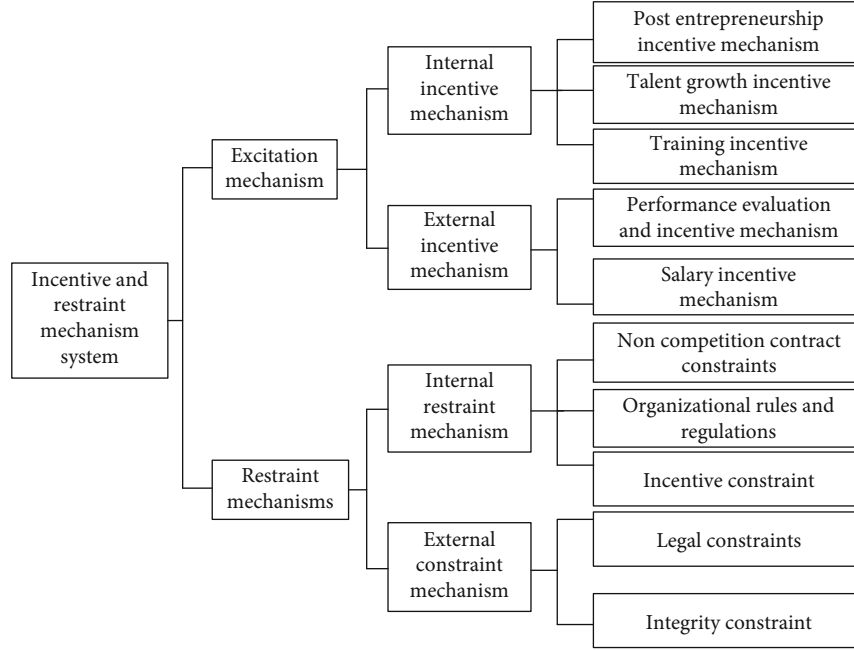 Incentive and
restraint
mechanism
system
Excitation
mechanism
Restraint
mechanisms
Internal
incentive
mechanism
External
incentive
mechanism
Internal
restraint
mechanism
External
constraint
mechanism
Post entrepreneurship
incentive mechanism
Talent growth incentive
mechanism
Training incentive
mechanism
Performance evaluation
and incentive mechanism
Salary incentive
mechanism
Non competition contract
constraints
Organizational rules and
regulations
Incentive constraint
Legal constraints
Integrity constraint